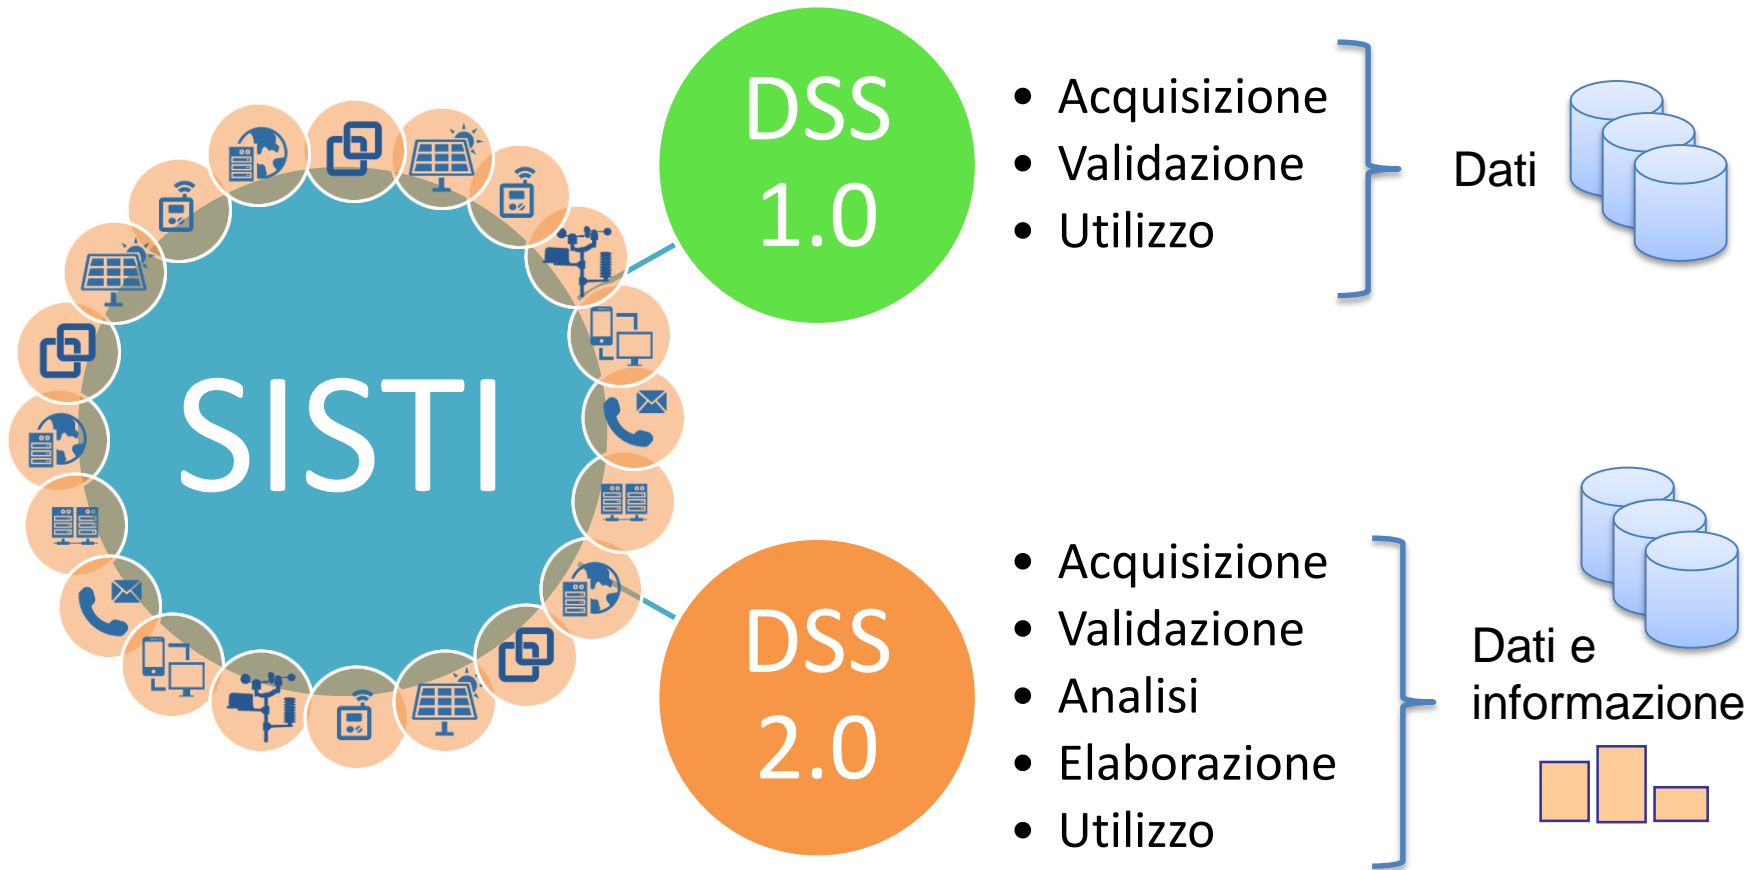 SISTI
DSS
1.0
• Acquisizione
• Validazione
• Utilizzo
Dati
DSS
2.0
• Acquisizione
• Validazione
• Analisi
• Elaborazione
• Utilizzo
Dati e
informazione